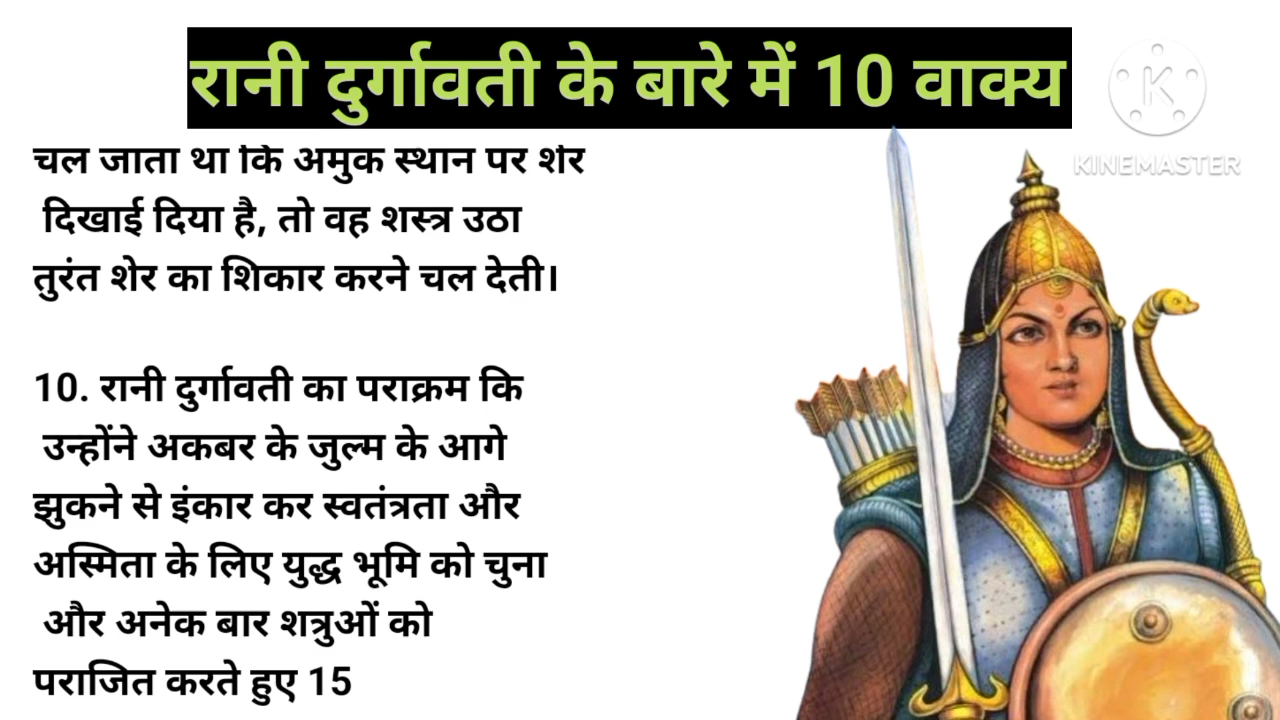 रानी दुर्गावती के बारे में 10 वाक्य
KINEMASTER
चल जाता था कि अमुक स्थान पर शेर
दिखाई दिया है, तो वह शस्त्र उठा
तुरंत शेर का शिकार करने चल देती।
10. रानी दुर्गावती का पराक्रम कि
उन्होंने अकबर के जुल्म के आगे
झुकने से इंकार कर स्वतंत्रता और
अस्मिता के लिए युद्ध भूमि को चुना
और अनेक बार शत्रुओं को
पराजित करते हुए 15